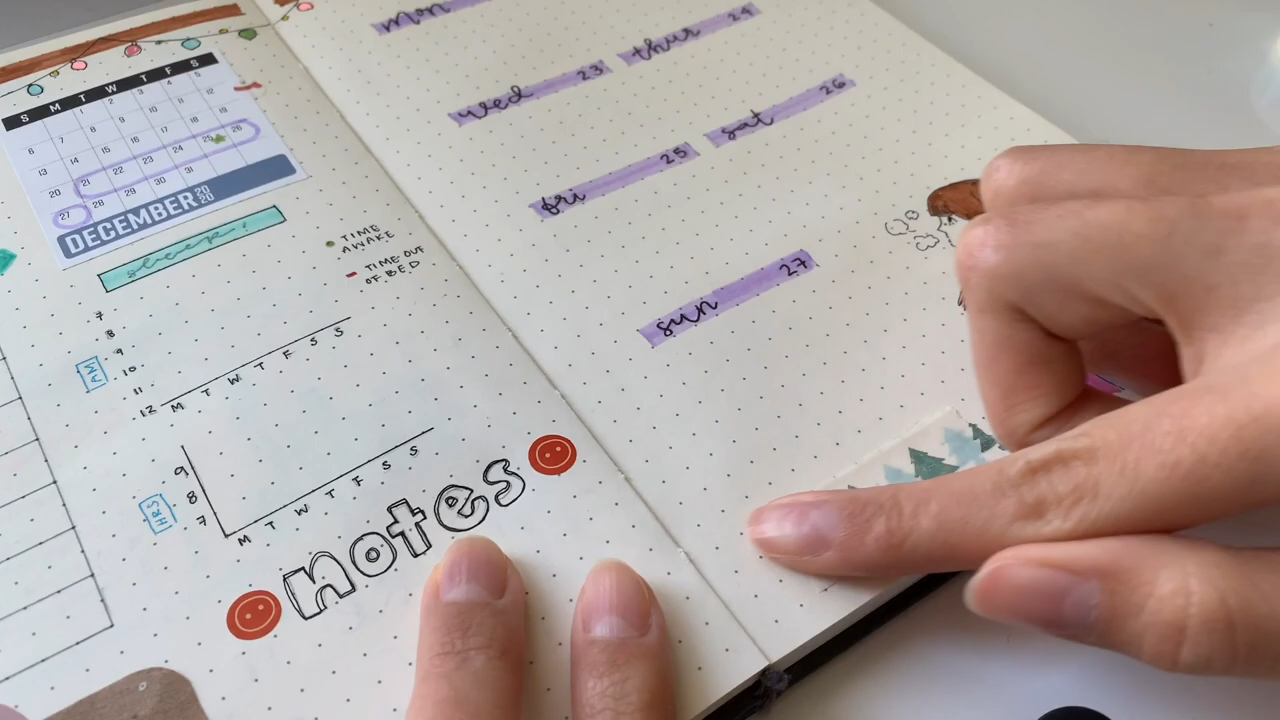 S M T W T F S
1 2 3 4 5
6 7 8 9 10 11 12
13 14 15 16 17 18 19
20 21 22 23 24 25 26
27 28 29 30 31
DECEMBER 2020
sleep!
TIME AWAKE
TIME OUT OF BED
7
8
AM
9
10
11
12
M T W T F S S
HRS
9
8
7
M T W T F S S
notes
mon
wed 23
thur 24
fri 25
sat 26
sun 27